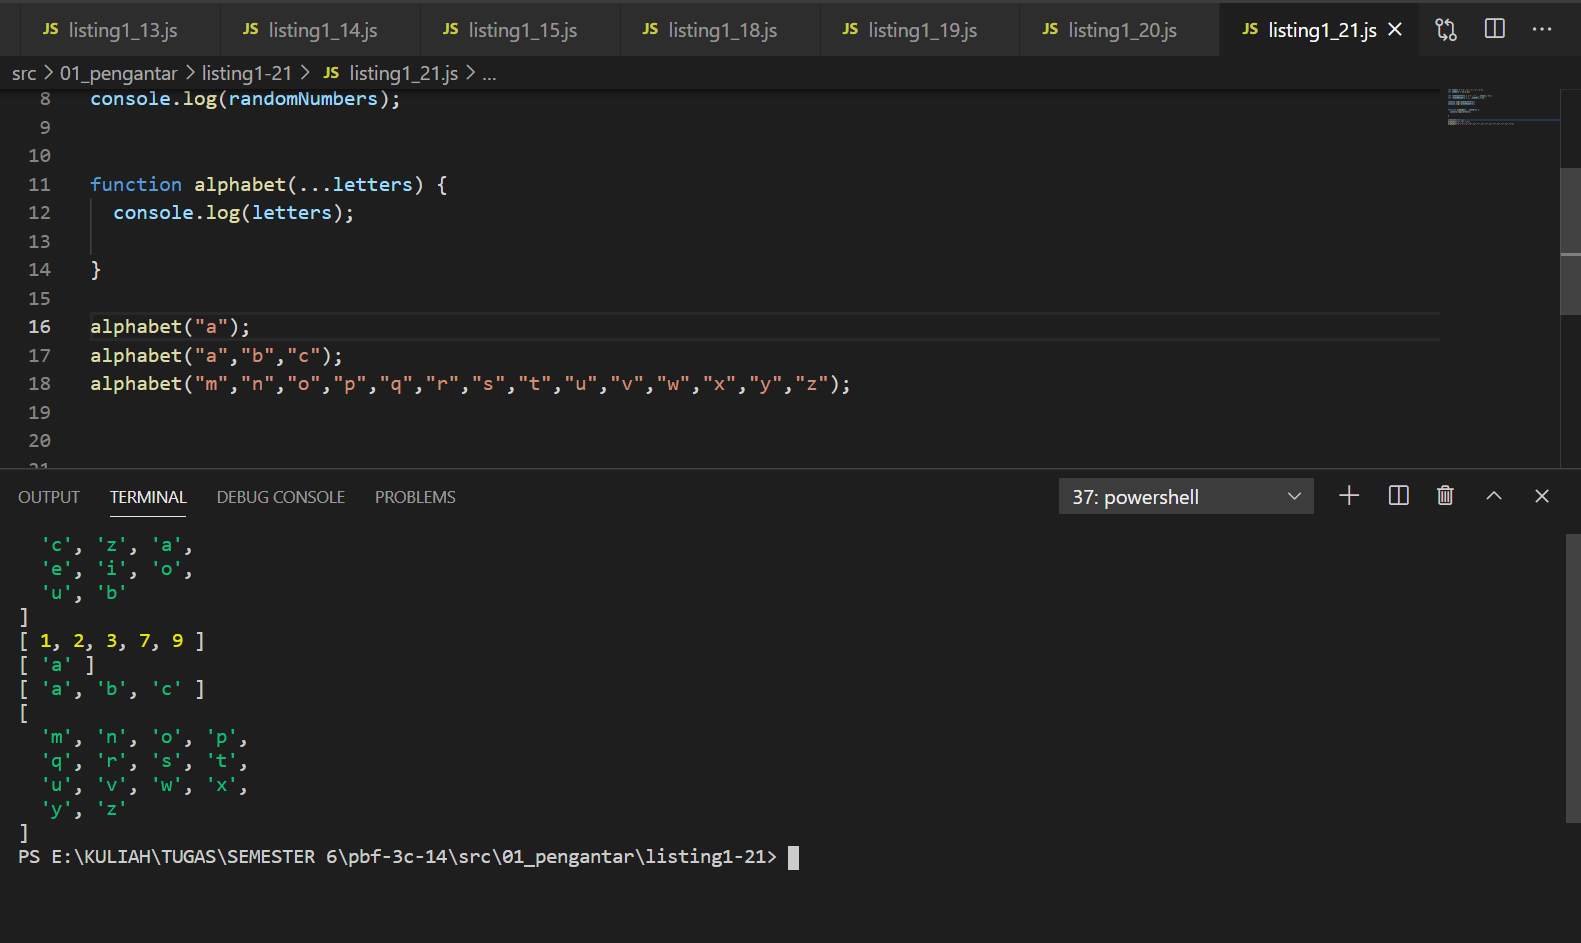 JS listing1_13.js JS listing1_14.js JS listing1_15.js JS listing1_18.js JS listing1_19.js JS listing1_20.js JS listing1_21.js
src > 01_pengantar > listing1-21 > JS listing1_21.js > ...
8 console.log(randomNumbers);
9
10
11 function alphabet(...letters) {
12 console.log(letters);
13
14 }
15
16 alphabet("a");
17 alphabet("a","b","c");
18 alphabet("m","n","o","p","q","r","s","t","u","v","w","x","y","z");
19
20
21
OUTPUT TERMINAL DEBUG CONSOLE PROBLEMS 37: powershell
'c', 'z', 'a',
'e', 'i', 'o',
'u', 'b'
]
[ 1, 2, 3, 7, 9 ]
[ 'a' ]
[ 'a', 'b', 'c' ]
[
'm', 'n', 'o', 'p',
'q', 'r', 's', 't',
'u', 'v', 'w', 'x',
'y', 'z'
]
PS E:\KULIAH\TUGAS\SEMESTER 6\pbf-3c-14\src\01_pengantar\listing1-21>